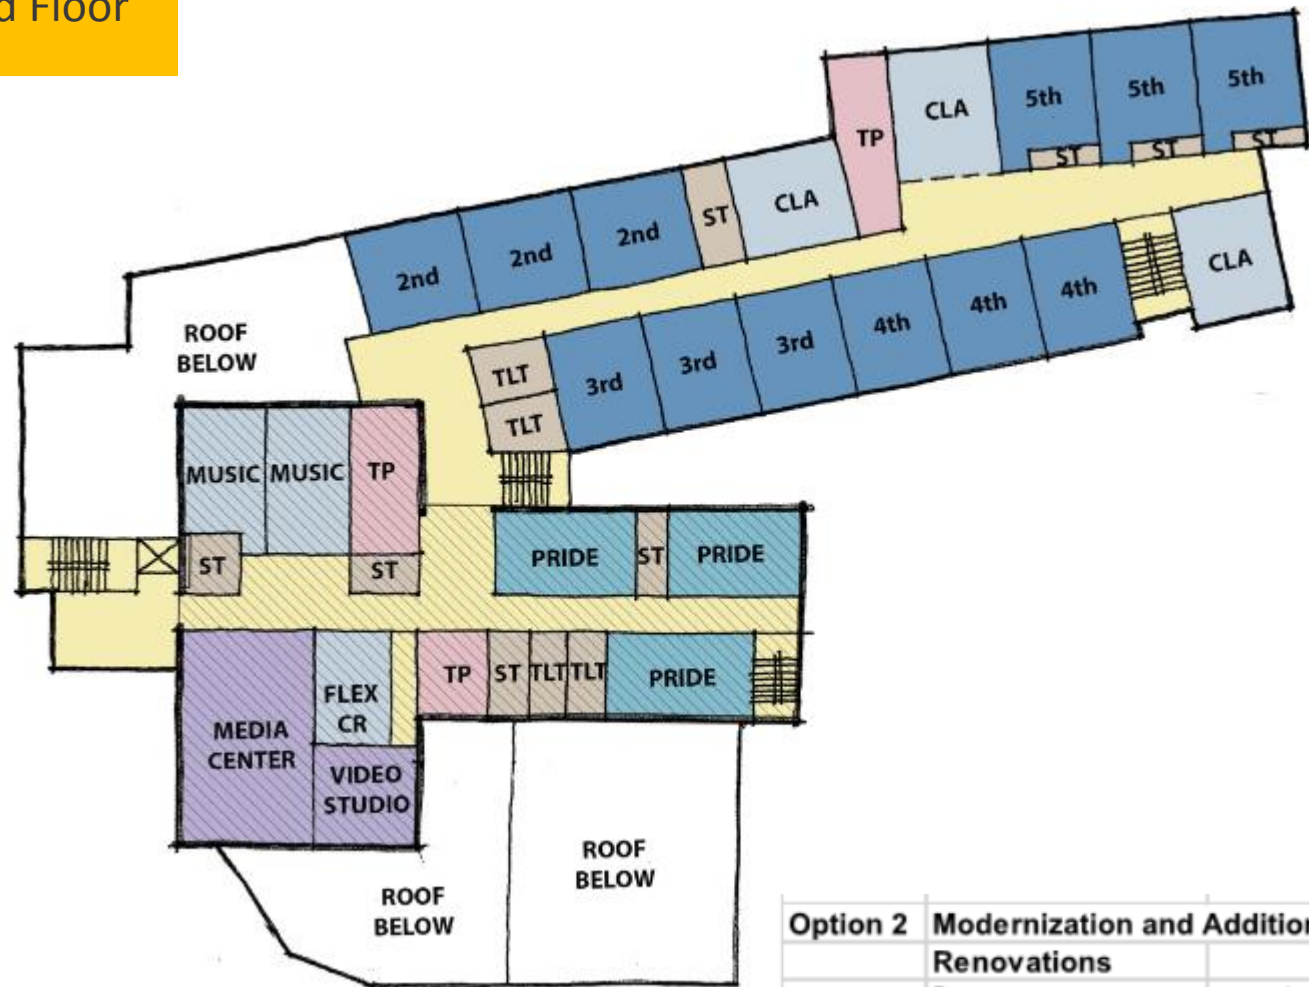 d Floor
5th
5th
5th
CLA
TP
ST
ST
ST
CLA
ST
2nd
2nd
2nd
CLA
4th
4th
4th
3rd
3rd
3rd
ROOF
BELOW
TLT
TLT
MUSIC
MUSIC
TP
ST
ST
PRIDE
ST
PRIDE
TP
ST
TLT
TLT
PRIDE
FLEX
CR
MEDIA
CENTER
VIDEO
STUDIO
ROOF
BELOW
ROOF
BELOW
Option 2 Modernization and Addition
Renovations